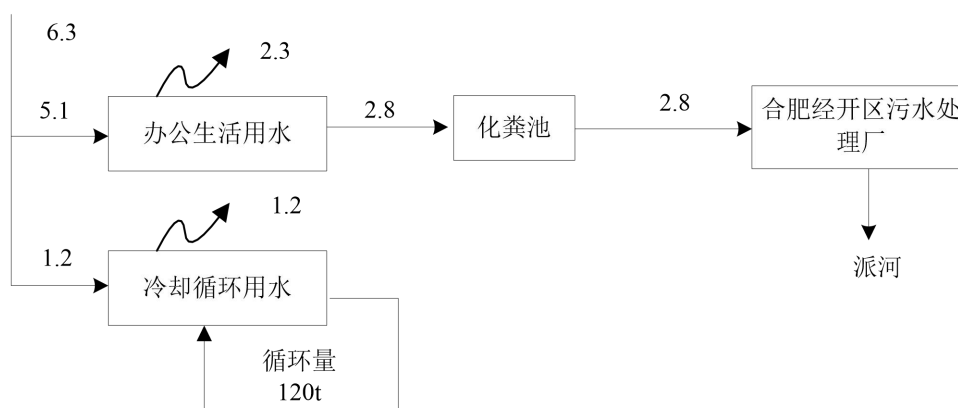 6.3
2.3
5.1
办公生活用水
2.8
化粪池
2.8
合肥经开区污水处
理厂
1.2
1.2
冷却循环用水
派河
循环量
120t